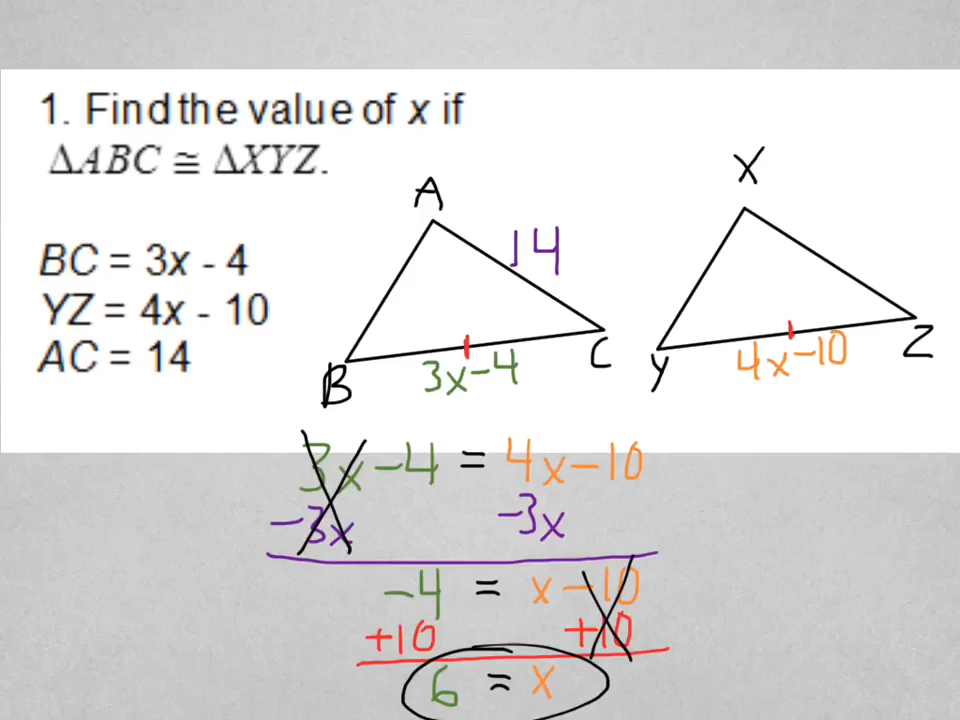 1. Find the value of x if
ΔABC ≅ ΔXYZ.
BC = 3x - 4
YZ = 4x - 10
AC = 14
A
14
B
3x-4
C
X
Y
4x-10
Z
3x-4 = 4x-10
-3x -3x
-4 = x-10
+10 +10
6 = x